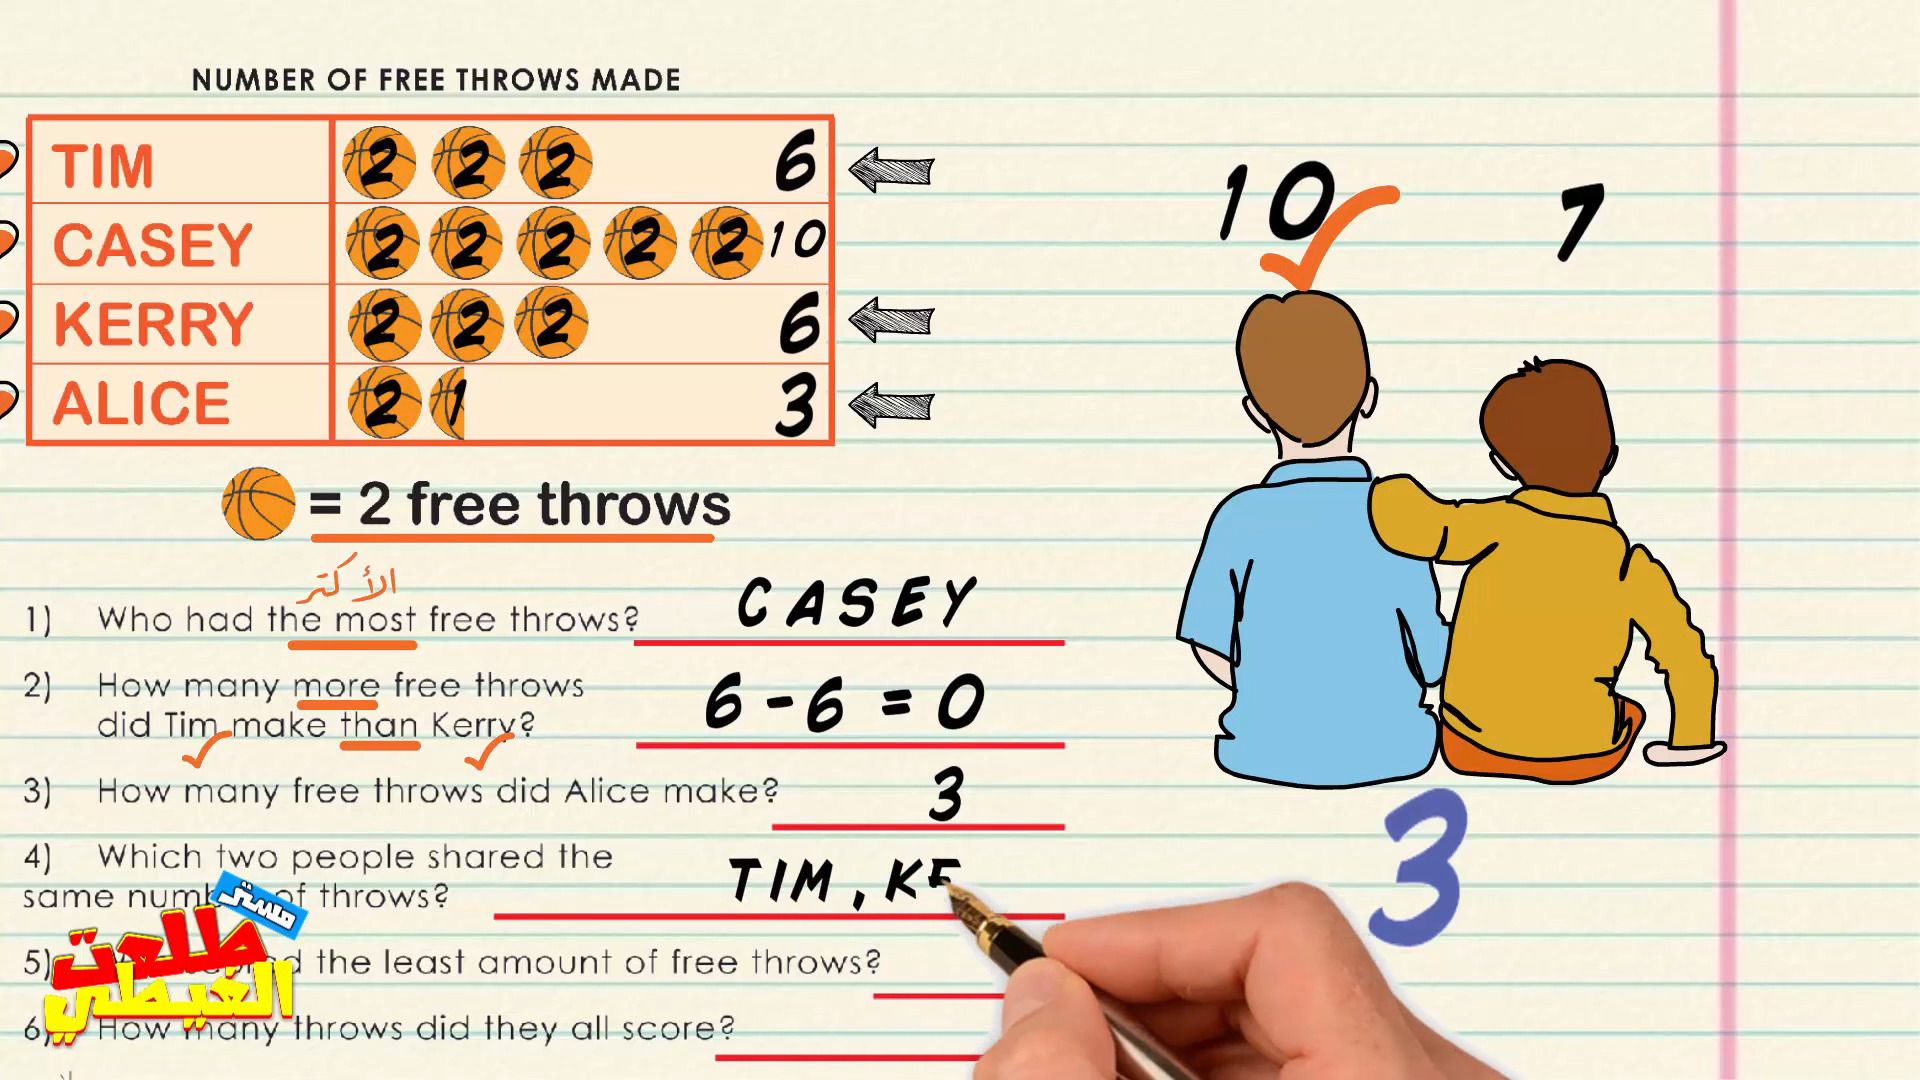 NUMBER OF FREE THROWS MADE
TIM 2 2 2 6
CASEY 2 2 2 2 2 10
KERRY 2 2 2 6
ALICE 2 1 3
10 7
= 2 free throws
الأكثر
1) Who had the most free throws? CASEY
2) How many more free throws
did Tim make than Kerry? 6 - 6 = 0
3) How many free throws did Alice make? 3
3
4) Which two people shared the
same numb of throws? TIM , KE
مستر
طلعت
الغيطي
5) the least amount of free throws?
6) How many throws did they all score?